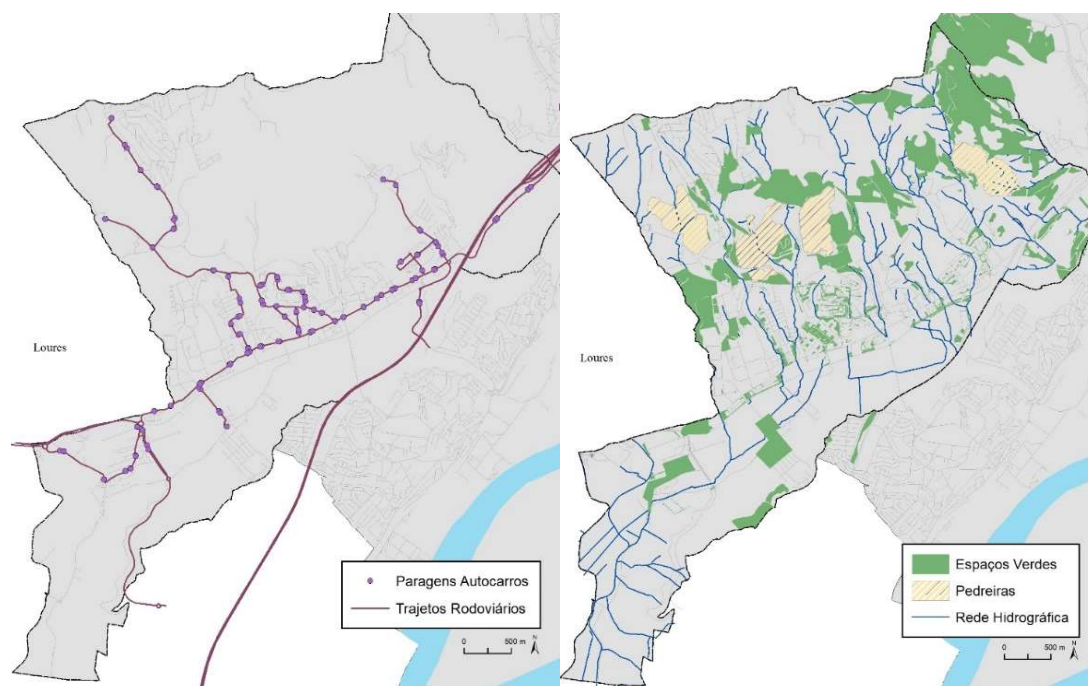 Loures
Paragens Autocarros
Trajetos Rodoviários
0 500 m N
Loures
Espaços Verdes
Pedreiras
Rede Hidrográfica
0 500 m N